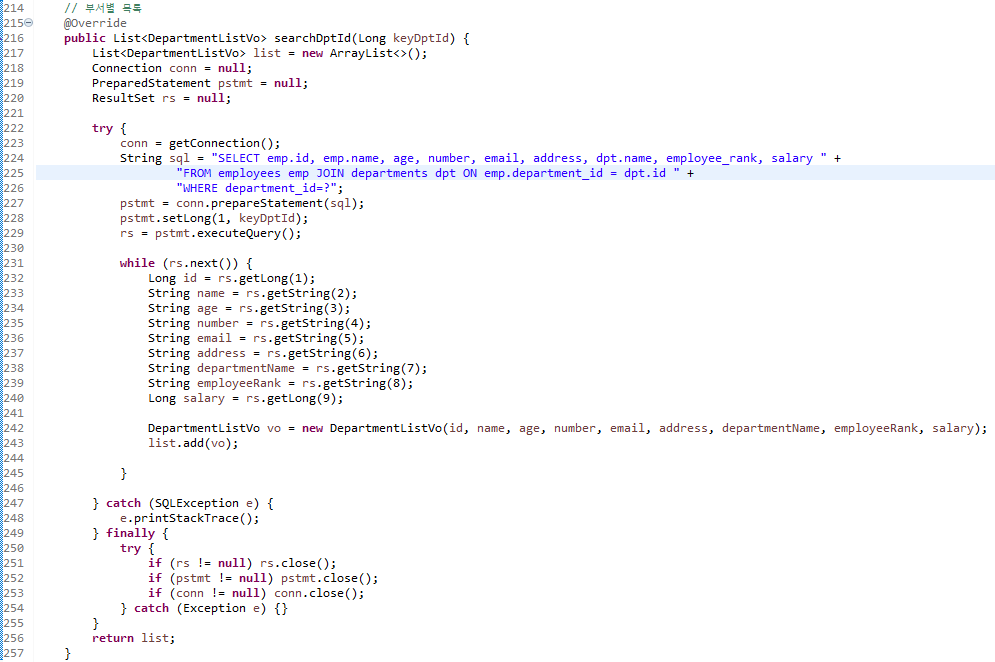 214 // 부서별 목록
215 @Override
216 public List<DepartmentListVo> searchDptId(Long keyDptId) {
217 List<DepartmentListVo> list = new ArrayList<>();
218 Connection conn = null;
219 PreparedStatement pstmt = null;
220 ResultSet rs = null;
221
222 try {
223 conn = getConnection();
224 String sql = "SELECT emp.id, emp.name, age, number, email, address, dpt.name, employee_rank, salary " +
225 "FROM employees emp JOIN departments dpt ON emp.department_id = dpt.id " +
226 "WHERE department_id=?";
227 pstmt = conn.prepareStatement(sql);
228 pstmt.setLong(1, keyDptId);
229 rs = pstmt.executeQuery();
230
231 while (rs.next()) {
232 Long id = rs.getLong(1);
233 String name = rs.getString(2);
234 String age = rs.getString(3);
235 String number = rs.getString(4);
236 String email = rs.getString(5);
237 String address = rs.getString(6);
238 String departmentName = rs.getString(7);
239 String employeeRank = rs.getString(8);
240 Long salary = rs.getLong(9);
241
242 DepartmentListVo vo = new DepartmentListVo(id, name, age, number, email, address, departmentName, employeeRank, salary);
243 list.add(vo);
244
245 }
246
247 } catch (SQLException e) {
248 e.printStackTrace();
249 } finally {
250 try {
251 if (rs != null) rs.close();
252 if (pstmt != null) pstmt.close();
253 if (conn != null) conn.close();
254 } catch (Exception e) {}
255 }
256 return list;
257 }